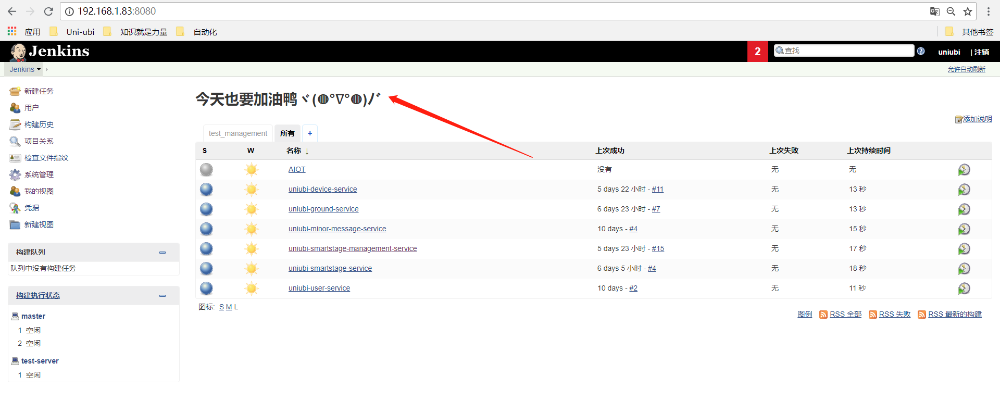 192.168.1.83:8080
应用 Uni-ubi 知识就是力量 自动化 其他书签
Jenkins 2 查找 uniubi | 注销
Jenkins 允许自动刷新
新建任务
用户
构建历史
项目关系
检查文件指纹
系统管理
我的视图
凭据
新建视图
构建队列
队列中没有构建任务
构建执行状态
master
1 空闲
2 空闲
test-server
1 空闲
今天也要加油鸭ヾ(◍°∇°◍)ﾉﾞ
添加说明
test_management 所有 +
S W 名称 ↓ 上次成功 上次失败 上次持续时间
AIOT 没有 无 无
uniubi-device-service 5 days 22 小时 - #11 无 13 秒
uniubi-ground-service 6 days 23 小时 - #7 无 13 秒
uniubi-minor-message-service 10 days - #4 无 15 秒
uniubi-smartstage-management-service 5 days 23 小时 - #15 无 17 秒
uniubi-smartstage-service 6 days 5 小时 - #4 无 18 秒
uniubi-user-service 10 days - #2 无 11 秒
图标: S M L
图例 RSS 全部 RSS 失败 RSS 最新的构建